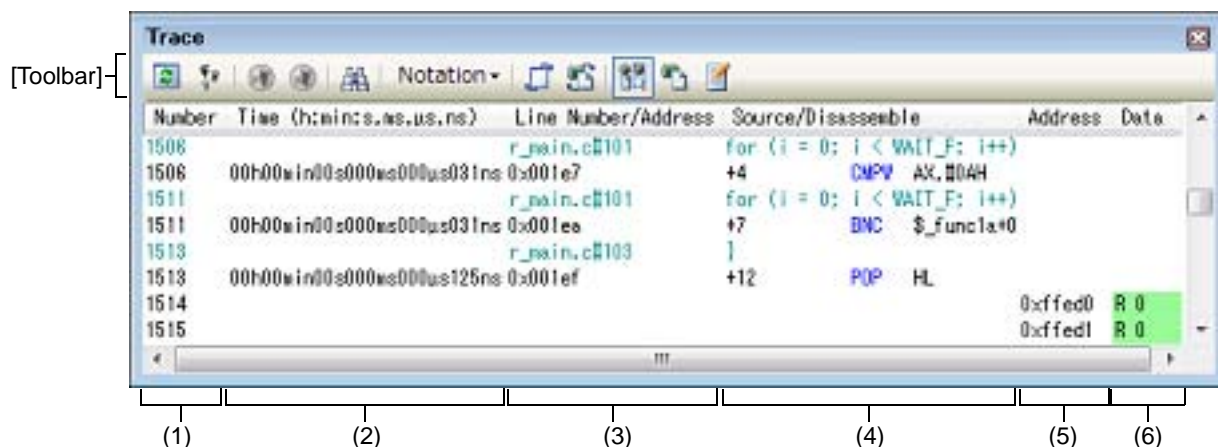 Trace
[Toolbar]
Notation
Number Time (h:min:s.ms.µs.ns) Line Number/Address Source/Disassemble Address Data
1506 r_main.c#101 for (i = 0; i < WAIT_F; i++)
1506 00h00min00s000ms000µs031ns 0x001e7 +4 CMPW AX,#0AH
1511 r_main.c#101 for (i = 0; i < WAIT_F; i++)
1511 00h00min00s000ms000µs031ns 0x001ea +7 BNC $_func1a+0
1513 r_main.c#103 }
1513 00h00min00s000ms000µs125ns 0x001ef +12 POP HL
1514 0xffed0 R 0
1515 0xffed1 R 0
(1) (2) (3) (4) (5) (6)